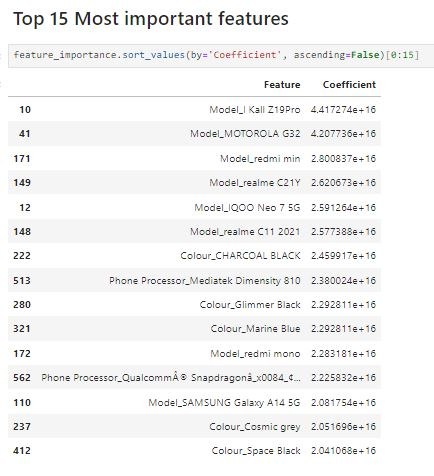 Top 15 Most important features
feature_importance.sort_values(by='Coefficient', ascending=False)[0:15]
Feature Coefficient
10 Model_I Kall Z19Pro 4.417274e+16
41 Model_MOTOROLA G32 4.207736e+16
171 Model_redmi min 2.800837e+16
149 Model_realme C21Y 2.620673e+16
12 Model_IQOO Neo 7 5G 2.591264e+16
148 Model_realme C11 2021 2.577388e+16
222 Colour_CHARCOAL BLACK 2.459917e+16
513 Phone Processor_Mediatek Dimensity 810 2.380024e+16
280 Colour_Glimmer Black 2.292811e+16
321 Colour_Marine Blue 2.292811e+16
172 Model_redmi mono 2.283181e+16
562 Phone Processor_QualcommÂ® Snapdragonâ_x0084_¢... 2.225832e+16
110 Model_SAMSUNG Galaxy A14 5G 2.081754e+16
237 Colour_Cosmic grey 2.051696e+16
412 Colour_Space Black 2.041068e+16